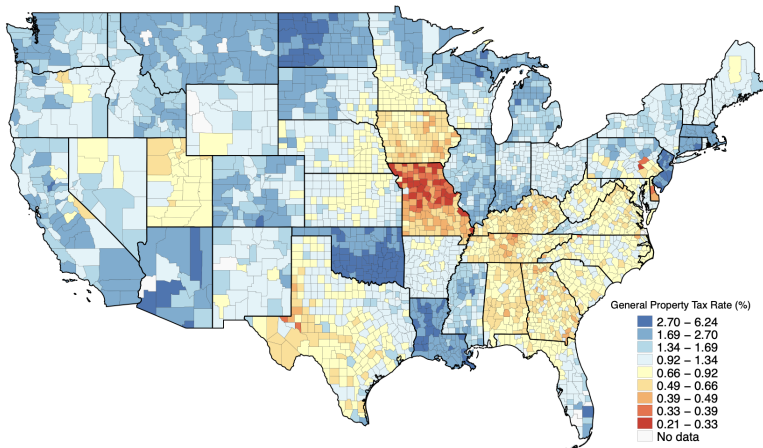 General Property Tax Rate (%)
2.70 – 6.24
1.69 – 2.70
1.34 – 1.69
0.92 – 1.34
0.66 – 0.92
0.49 – 0.66
0.39 – 0.49
0.33 – 0.39
0.21 – 0.33
No data